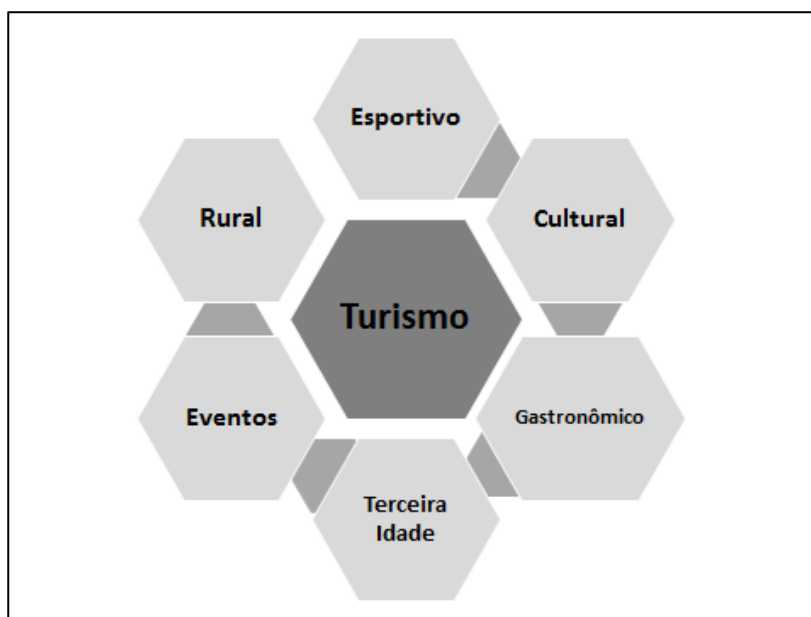 Esportivo
Rural
Cultural
Turismo
Eventos
Gastronômico
Terceira
Idade